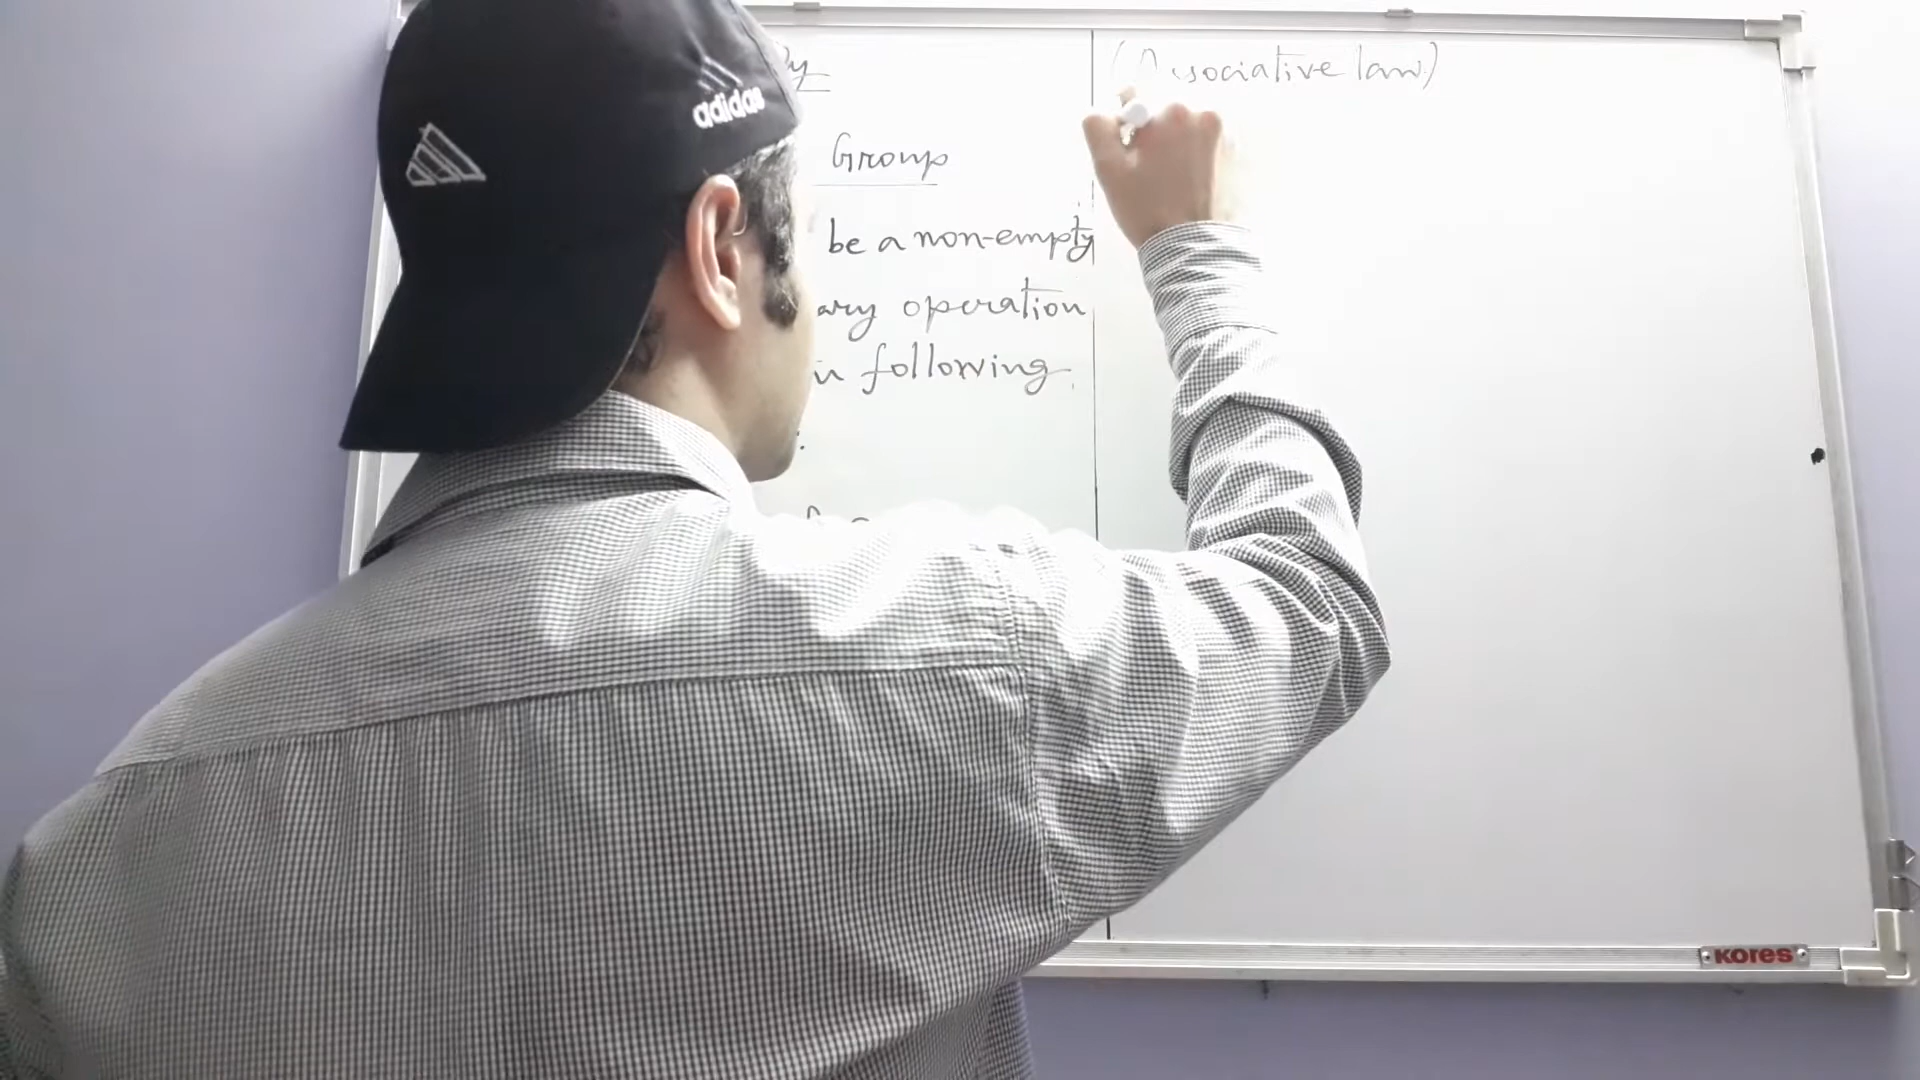 adidas
Group
be a non-empty
ary operation
following
(Associative law)
KORES